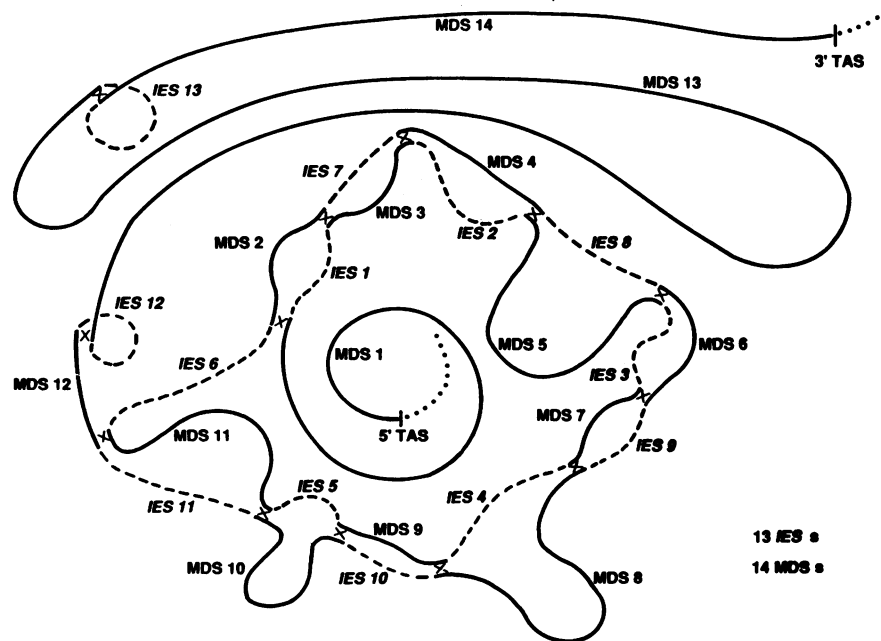 MDS 14
3' TAS
IES 13
MDS 13
IES 7
MDS 4
MDS 3
MDS 2
IES 2
IES 8
IES 1
IES 12
MDS 1
MDS 5
MDS 6
IES 6
IES 3
MDS 12
MDS 7
5' TAS
MDS 11
IES 9
IES 5
IES 4
IES 11
MDS 9
13 IES s
MDS 10
IES 10
MDS 8
14 MDS s